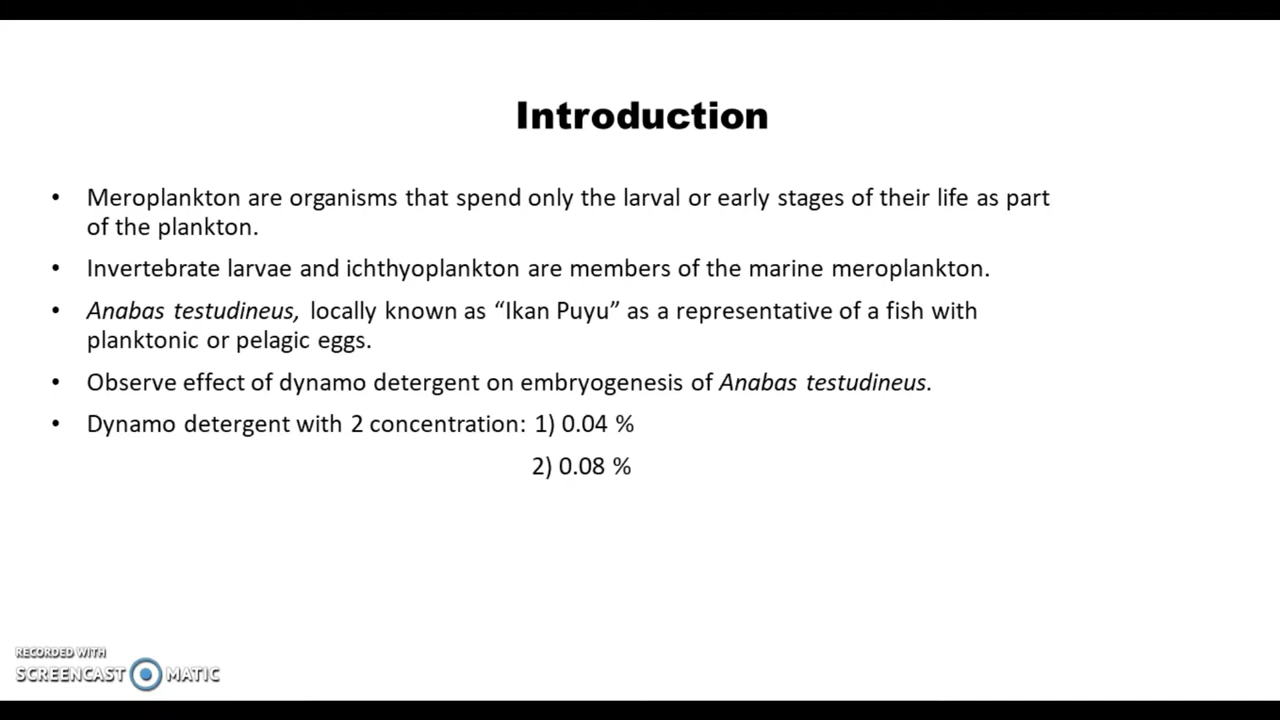 Introduction
• Meroplankton are organisms that spend only the larval or early stages of their life as part
of the plankton.
• Invertebrate larvae and ichthyoplankton are members of the marine meroplankton.
• Anabas testudineus, locally known as “Ikan Puyu” as a representative of a fish with
planktonic or pelagic eggs.
• Observe effect of dynamo detergent on embryogenesis of Anabas testudineus.
• Dynamo detergent with 2 concentration: 1) 0.04 %
2) 0.08 %
RECORDED WITH
SCREENCAST MATIC